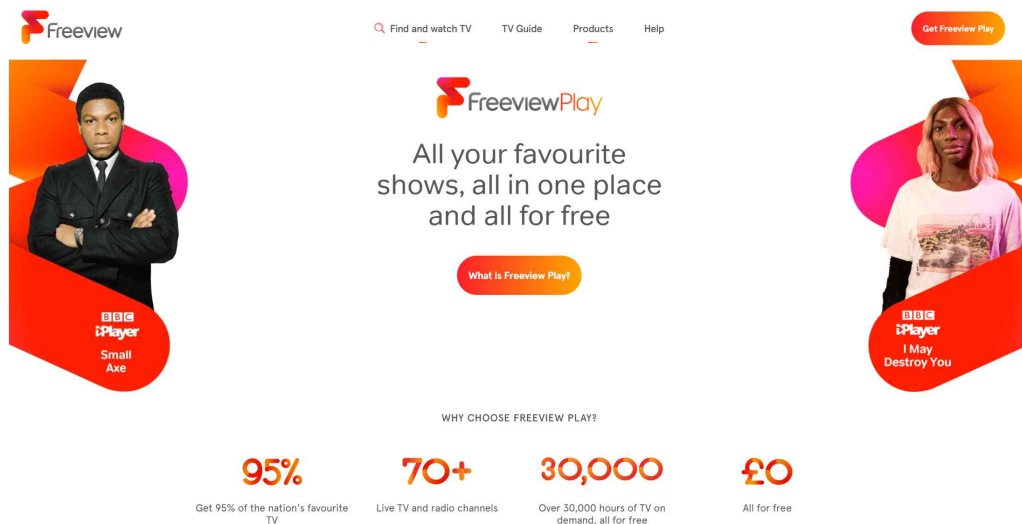 Freeview
Find and watch TV
TV Guide
Products
Help
Get Freeview Play
FreeviewPlay
All your favourite
shows, all in one place
and all for free
What is Freeview Play?
BBC
iPlayer
Small
Axe
BBC
iPlayer
I May
Destroy You
WHY CHOOSE FREEVIEW PLAY?
95%
Get 95% of the nation's favourite
TV
70+
Live TV and radio channels
30,000
Over 30,000 hours of TV on
demand, all for free
£0
All for free